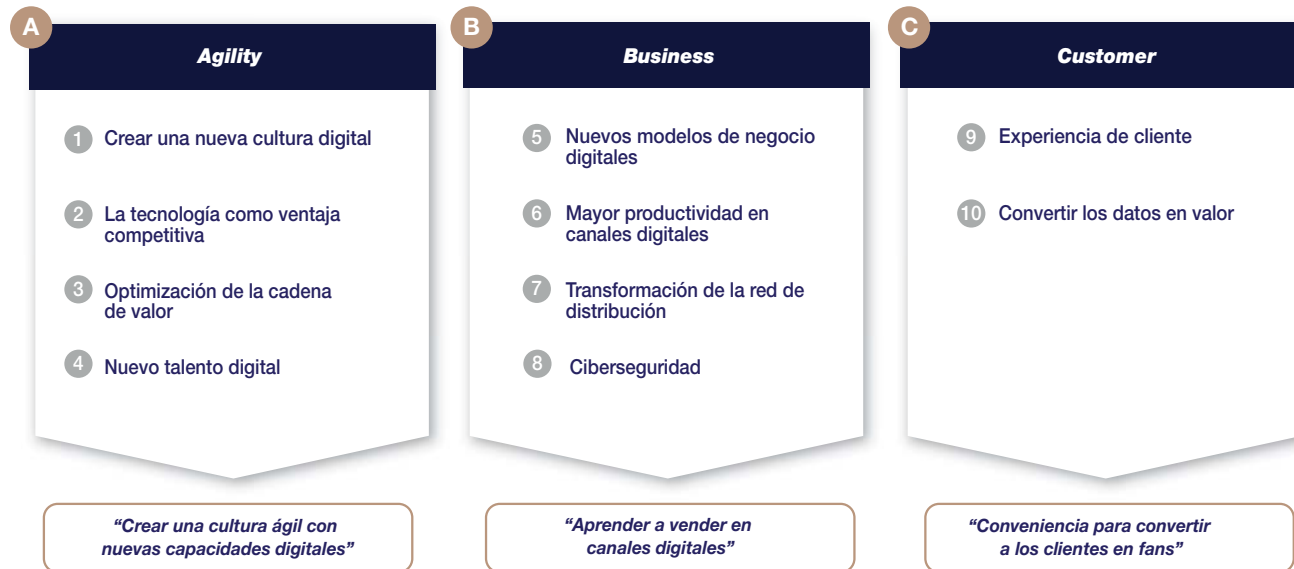 A
Agility
1 Crear una nueva cultura digital
2 La tecnología como ventaja
competitiva
3 Optimización de la cadena
de valor
4 Nuevo talento digital
“Crear una cultura ágil con
nuevas capacidades digitales”
B
Business
5 Nuevos modelos de negocio
digitales
6 Mayor productividad en
canales digitales
7 Transformación de la red de
distribución
8 Ciberseguridad
“Aprender a vender en
canales digitales”
C
Customer
9 Experiencia de cliente
10 Convertir los datos en valor
“Conveniencia para convertir
a los clientes en fans”